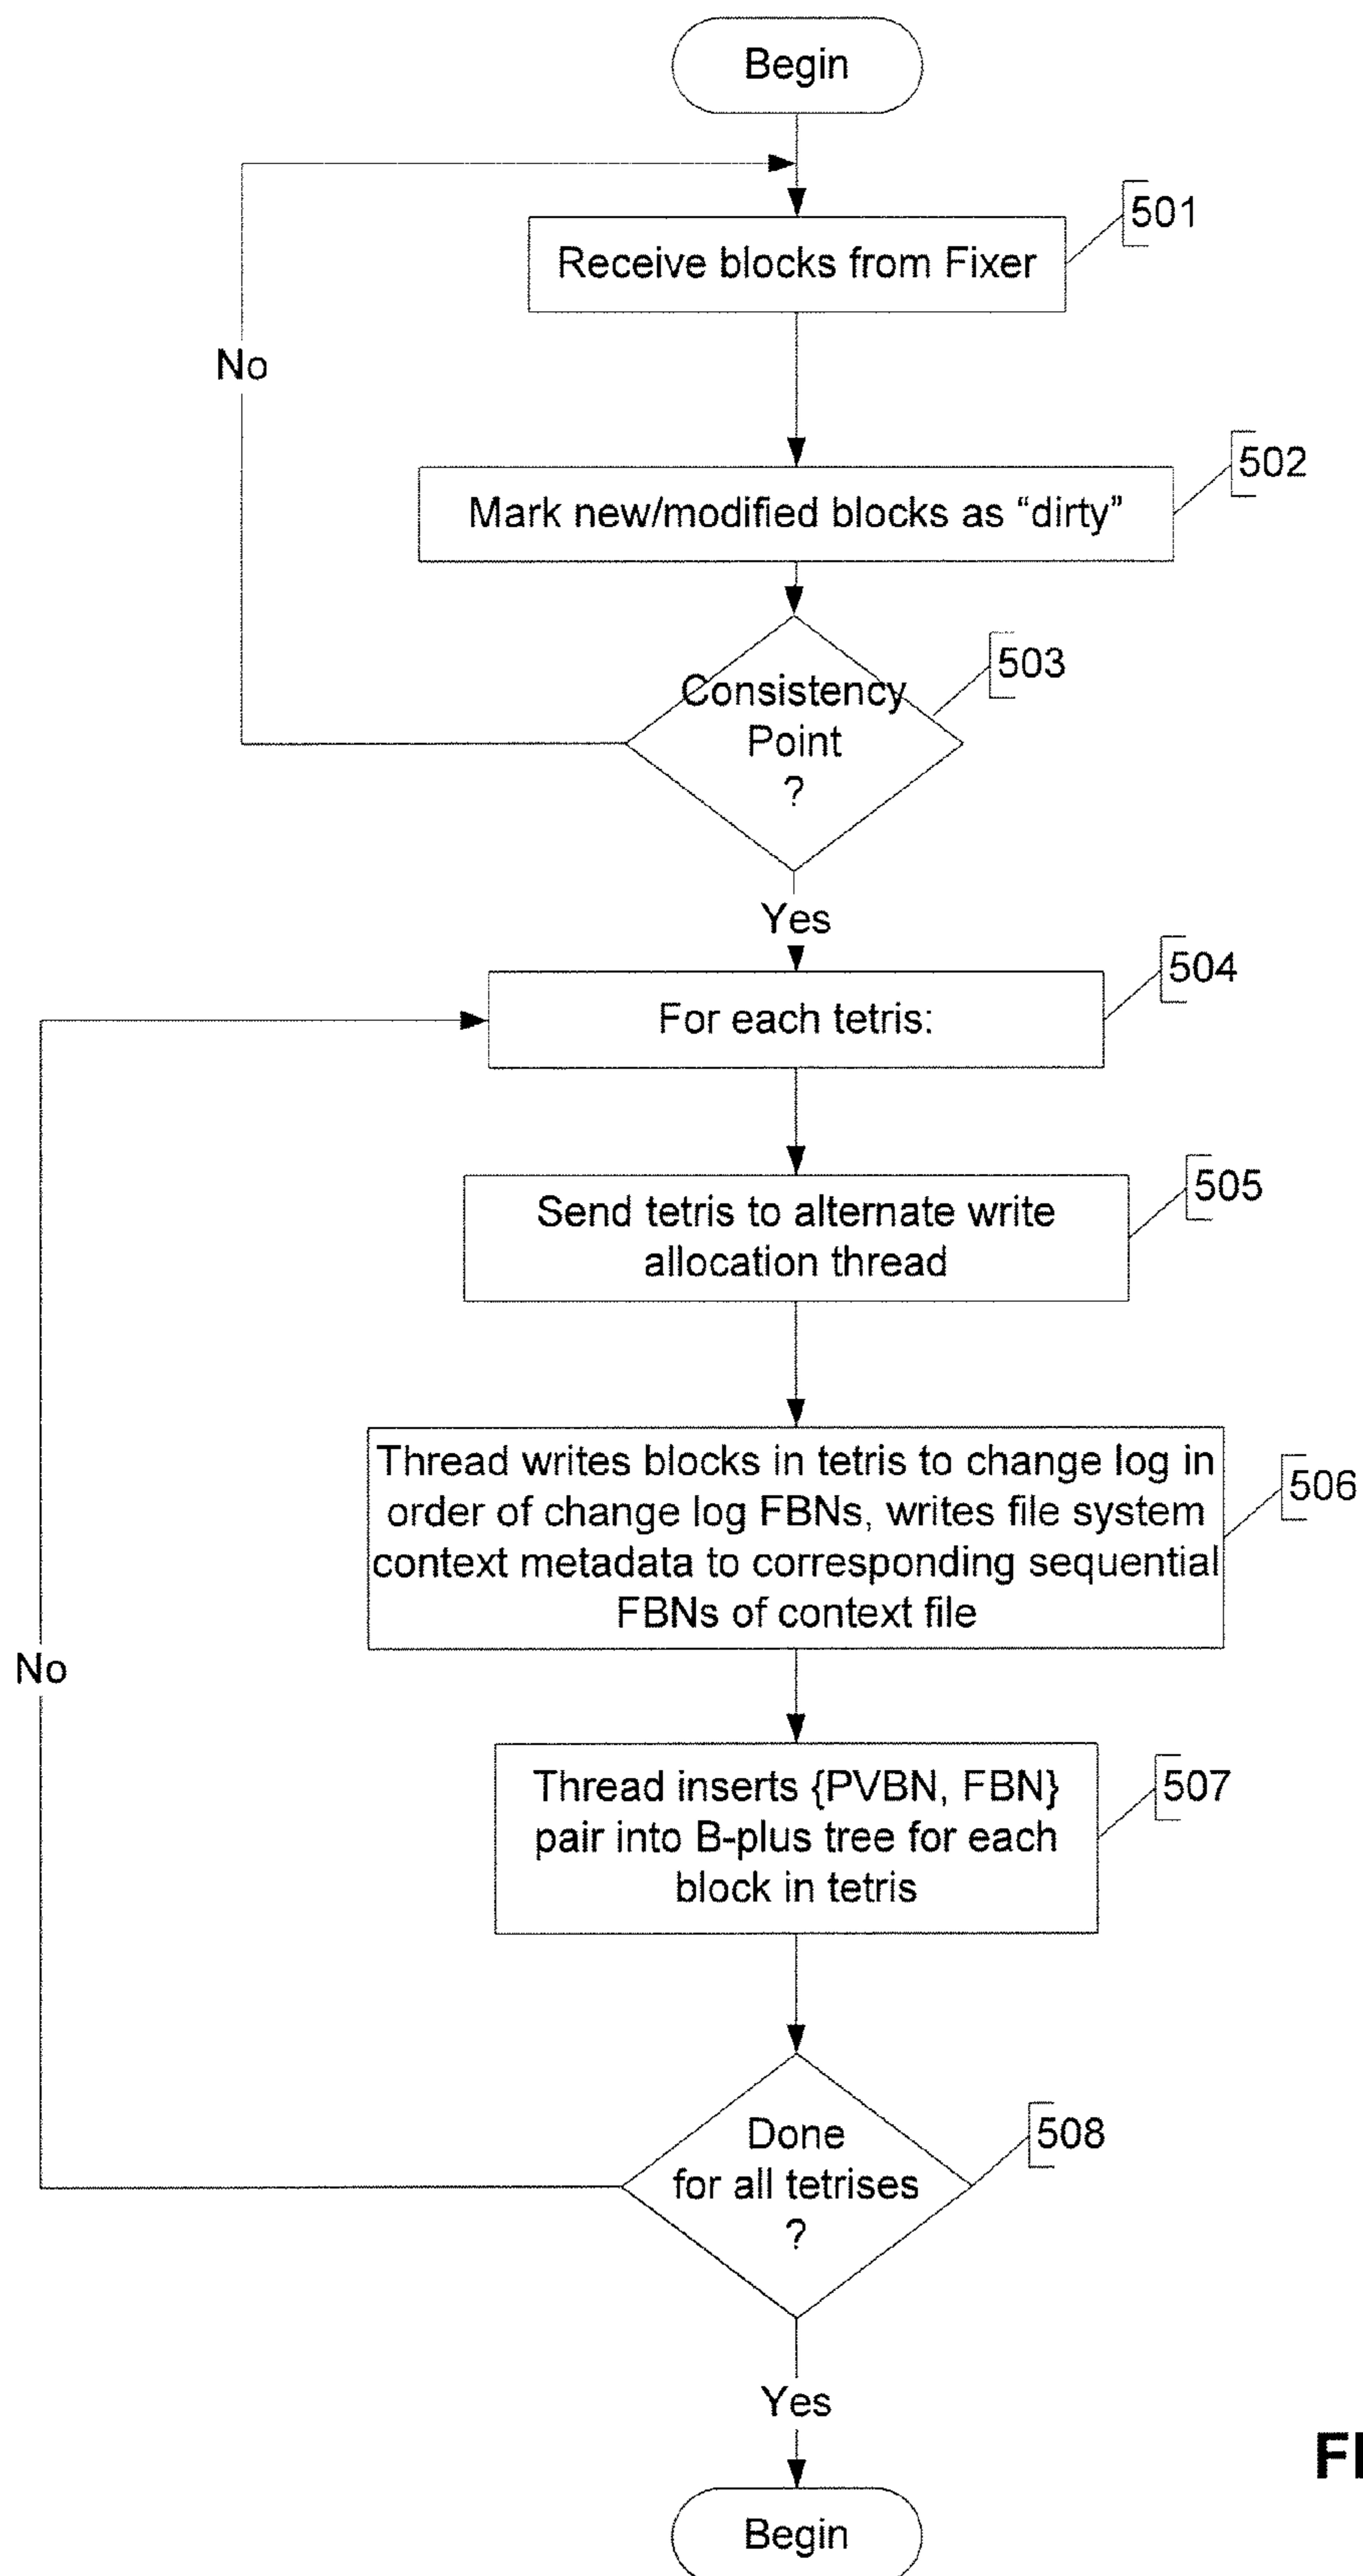 Begin
501
Receive blocks from Fixer
No
502
Mark new/modified blocks as “dirty”
503
Consistency
Point
?
Yes
504
For each tetris:
505
Send tetris to alternate write
allocation thread
506
Thread writes blocks in tetris to change log in
order of change log FBNs, writes file system
context metadata to corresponding sequential
FBNs of context file
No
507
Thread inserts {PVBN, FBN}
pair into B-plus tree for each
block in tetris
508
Done
for all tetrises
?
Yes
Begin